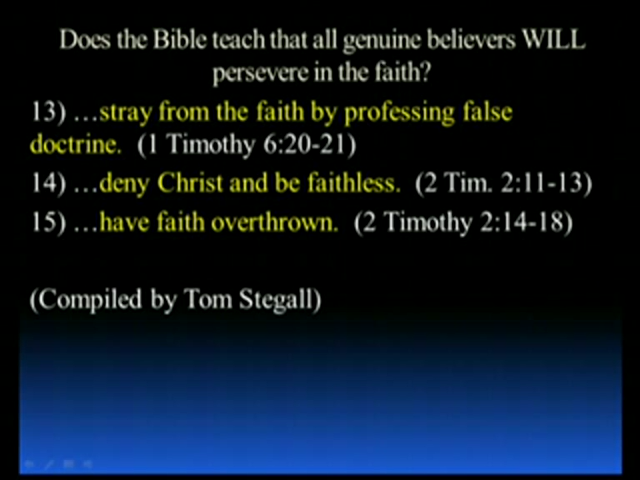 Does the Bible teach that all genuine believers WILL
persevere in the faith?
13) …stray from the faith by professing false
doctrine. (1 Timothy 6:20-21)
14) …deny Christ and be faithless. (2 Tim. 2:11-13)
15) …have faith overthrown. (2 Timothy 2:14-18)
(Compiled by Tom Stegall)